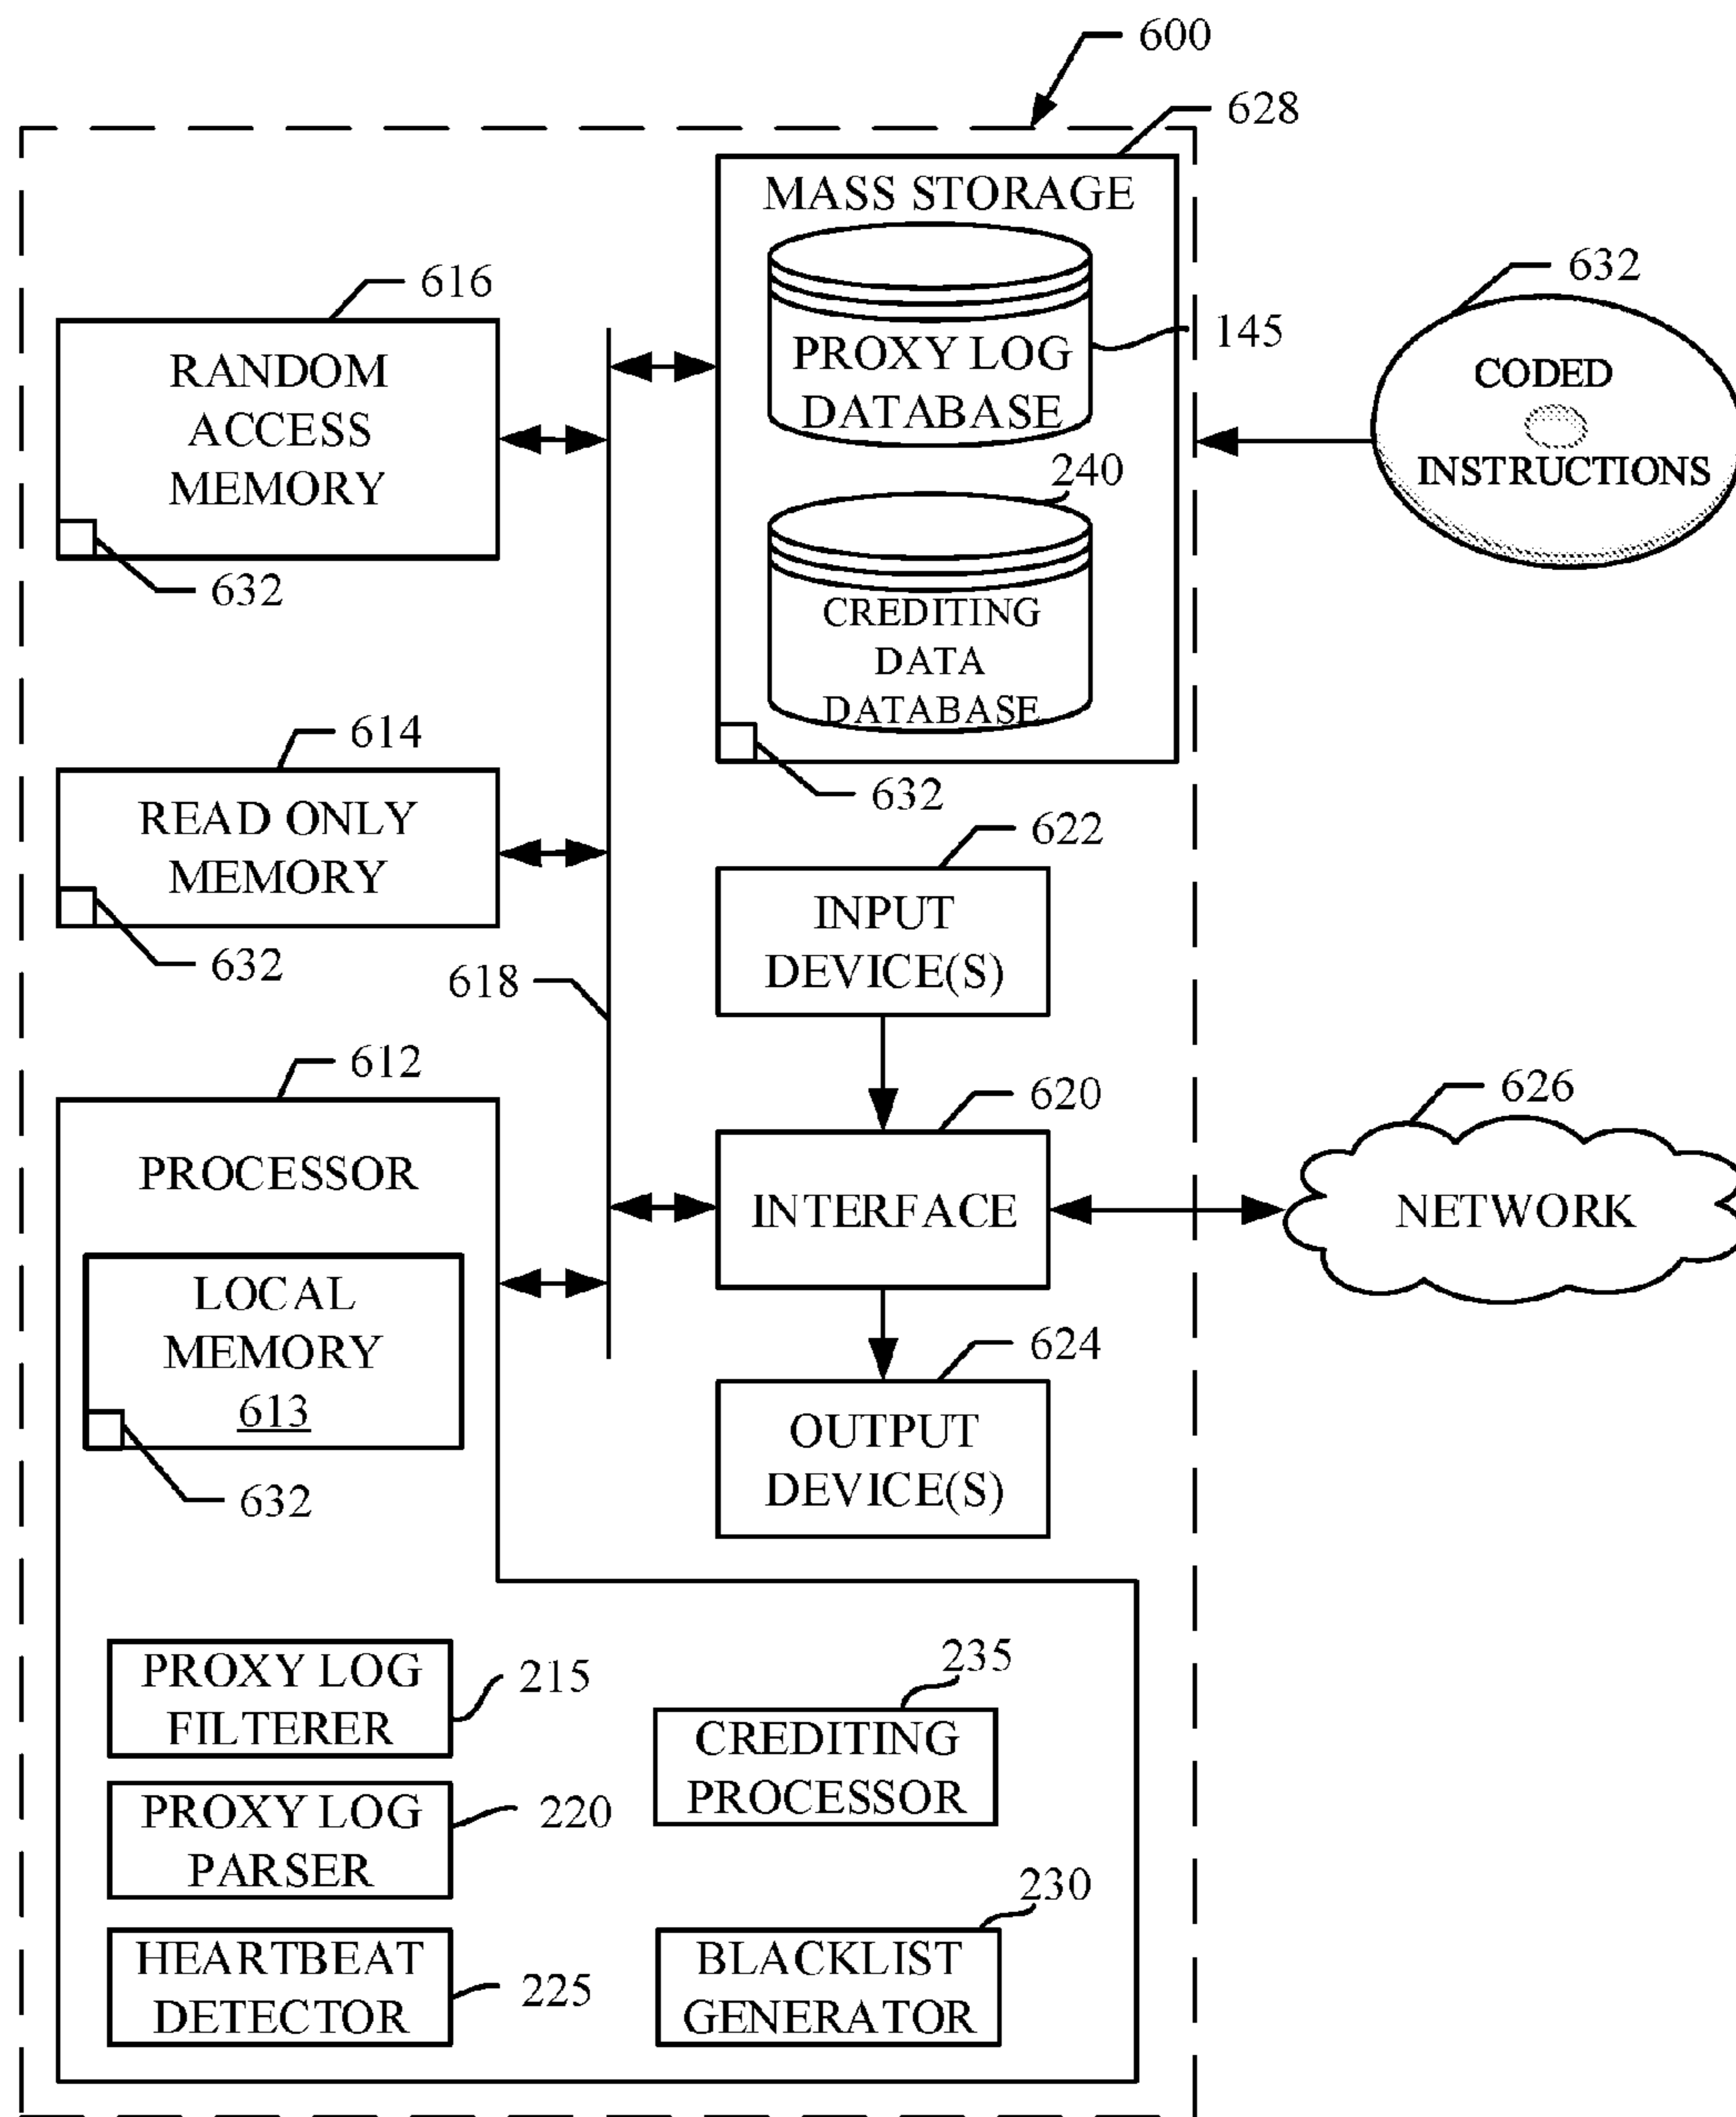 600
628
MASS STORAGE
PROXY LOG
DATABASE
145
240
CREDITING
DATA
DATABASE
632
616
RANDOM
ACCESS
MEMORY
632
632
CODED
INSTRUCTIONS
614
READ ONLY
MEMORY
632
618
622
INPUT
DEVICE(S)
612
PROCESSOR
LOCAL
MEMORY
613
632
620
INTERFACE
626
NETWORK
624
OUTPUT
DEVICE(S)
PROXY LOG
FILTERER
215
PROXY LOG
PARSER
220
HEARTBEAT
DETECTOR
225
235
CREDITING
PROCESSOR
230
BLACKLIST
GENERATOR